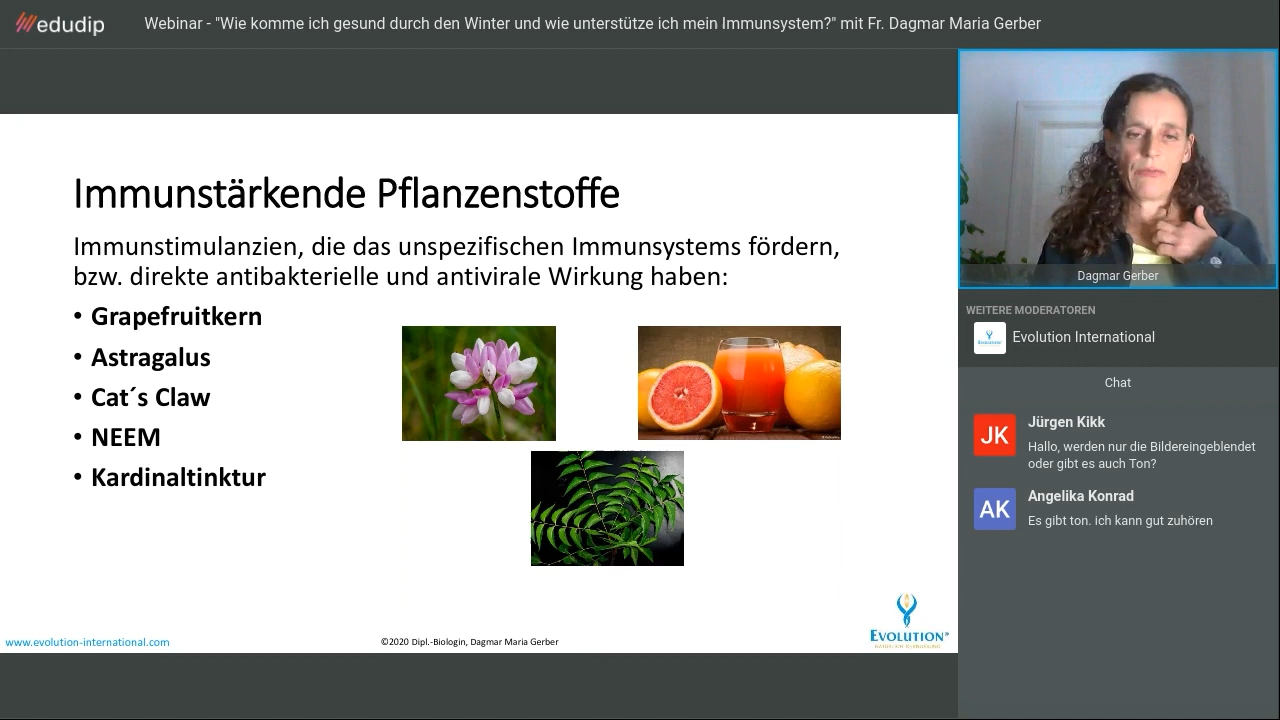 edudip
Webinar - "Wie komme ich gesund durch den Winter und wie unterstütze ich mein Immunsystem?" mit Fr. Dagmar Maria Gerber
Immunstärkende Pflanzenstoffe
Immunstimulanzien, die das unspezifischen Immunsystems fördern,
bzw. direkte antibakterielle und antivirale Wirkung haben:
• Grapefruitkern
• Astragalus
• Cat´s Claw
• NEEM
• Kardinaltinktur
www.evolution-international.com
©2020 Dipl.-Biologin, Dagmar Maria Gerber
EVOLUTION®
Dagmar Gerber
WEITERE MODERATOREN
Evolution International
Chat
JK
Jürgen Kikk
Hallo, werden nur die Bildereingeblendet
oder gibt es auch Ton?
AK
Angelika Konrad
Es gibt ton. ich kann gut zuhören